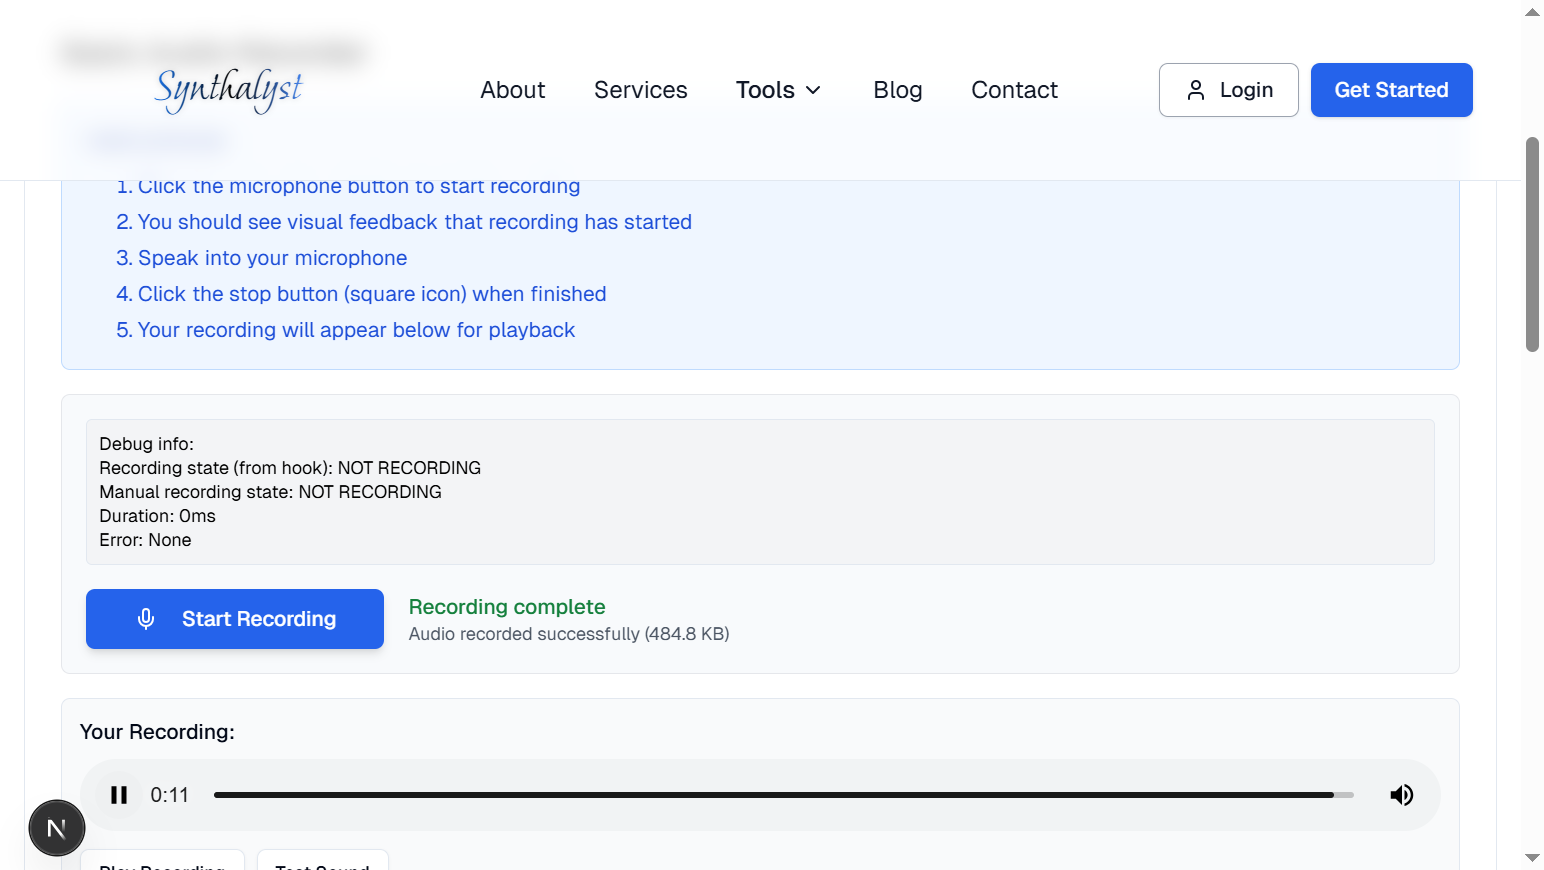 Synthalyst
About
Services
Tools
Blog
Contact
Login
Get Started
1. Click the microphone button to start recording
2. You should see visual feedback that recording has started
3. Speak into your microphone
4. Click the stop button (square icon) when finished
5. Your recording will appear below for playback
Debug info:
Recording state (from hook): NOT RECORDING
Manual recording state: NOT RECORDING
Duration: 0ms
Error: None
Start Recording
Recording complete
Audio recorded successfully (484.8 KB)
Your Recording:
0:11
N
Play Recording
Test Sound